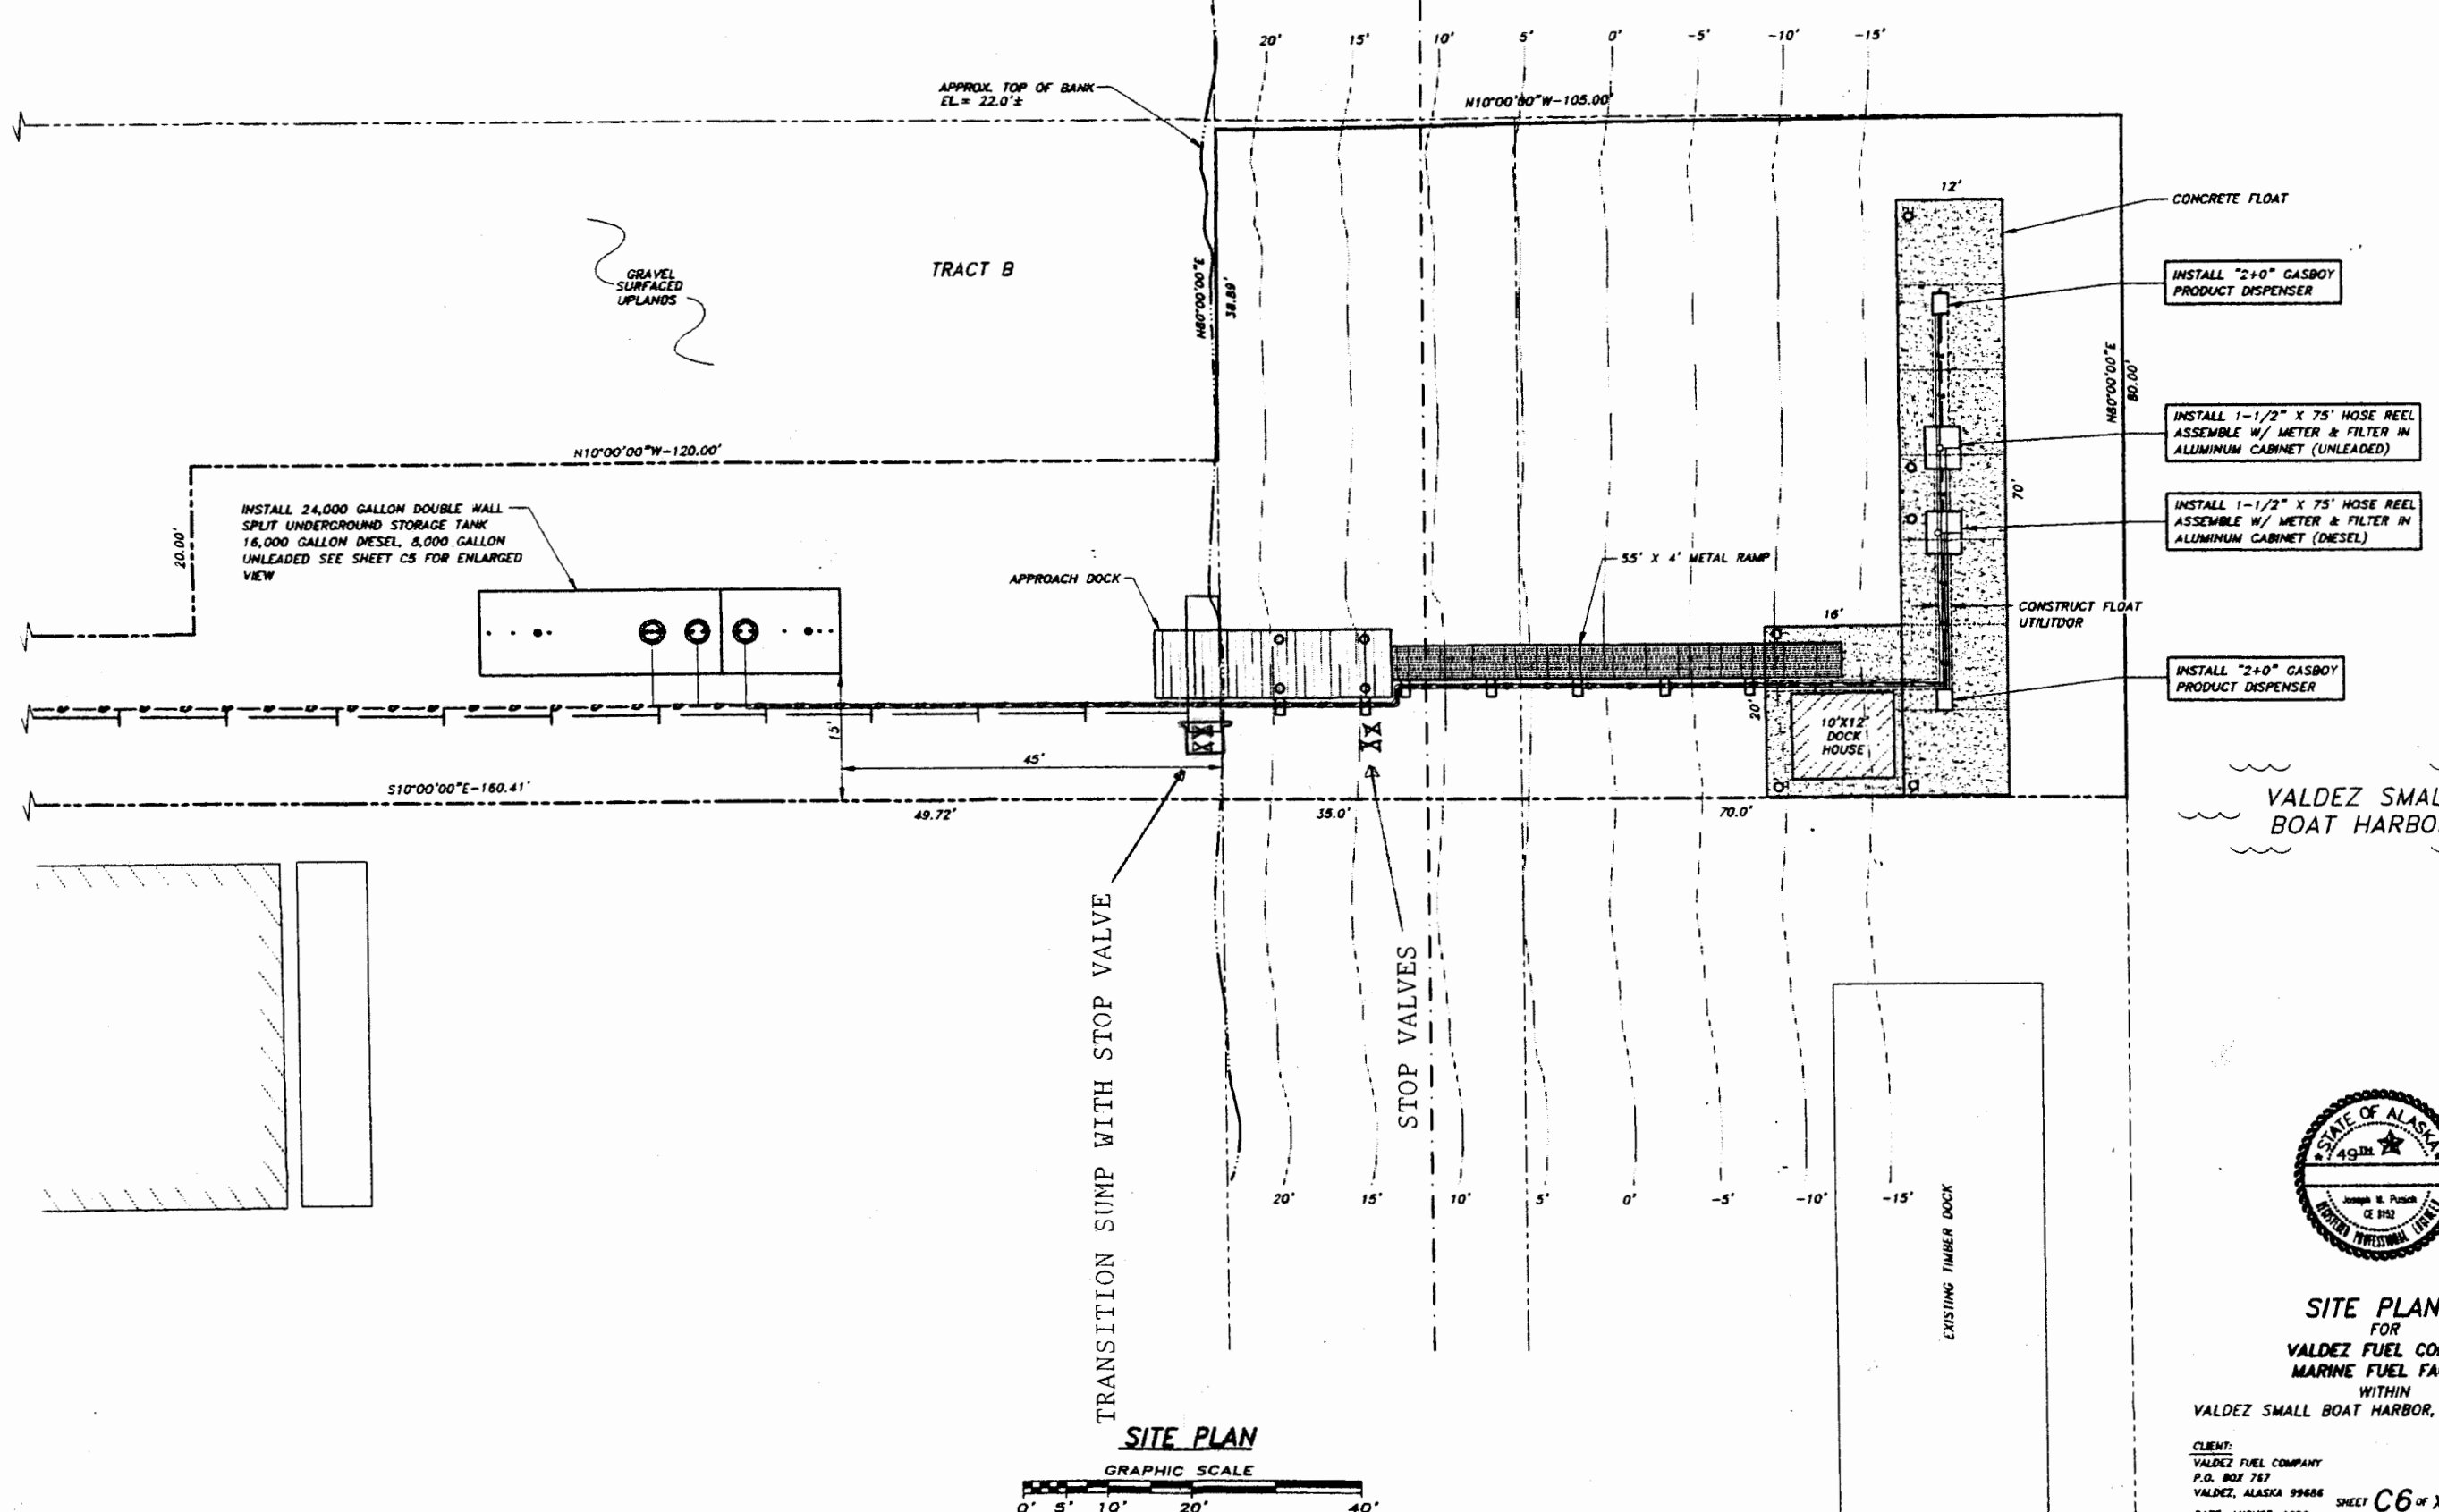 20' 15' 10' 5' 0' -5' -10' -15'
APPROX. TOP OF BANK
EL = 22.0'±
N10°00'00"W-105.00'
12'
CONCRETE FLOAT
TRACT B
GRAVEL
SURFACED
UPLANDS
N80°00'00"E
38.89'
INSTALL "2+0" GASBOY
PRODUCT DISPENSER
N80°00'00"E
80.00'
INSTALL 1-1/2" X 75' HOSE REEL
ASSEMBLE W/ METER & FILTER IN
ALUMINUM CABINET (UNLEADED)
N10°00'00"W-120.00'
70'
20.00'
INSTALL 24,000 GALLON DOUBLE WALL
SPLIT UNDERGROUND STORAGE TANK
16,000 GALLON DIESEL, 8,000 GALLON
UNLEADED SEE SHEET C5 FOR ENLARGED
VIEW
INSTALL 1-1/2" X 75' HOSE REEL
ASSEMBLE W/ METER & FILTER IN
ALUMINUM CABINET (DIESEL)
APPROACH DOCK
55' X 4' METAL RAMP
16'
CONSTRUCT FLOAT
UTILITDOR
INSTALL "2+0" GASBOY
PRODUCT DISPENSER
15'
20'
10'X12'
DOCK
HOUSE
45'
S10°00'00"E-160.41'
49.72'
35.0'
70.0'
VALDEZ SMAL
BOAT HARBO
TRANSITION SUMP WITH STOP VALVE
STOP VALVES
20' 15' 10' 5' 0' -5' -10' -15'
EXISTING TIMBER DOCK
STATE OF ALASKA
49TH
Joseph M. Pusich
CE 8152
REGISTERED PROFESSIONAL ENGINEER
SITE PLAN
FOR
VALDEZ FUEL CO
MARINE FUEL FA
WITHIN
VALDEZ SMALL BOAT HARBOR,
SITE PLAN
GRAPHIC SCALE
0' 5' 10' 20' 40'
CLIENT:
VALDEZ FUEL COMPANY
P.O. BOX 767
VALDEZ, ALASKA 99686
SHEET C6 OF